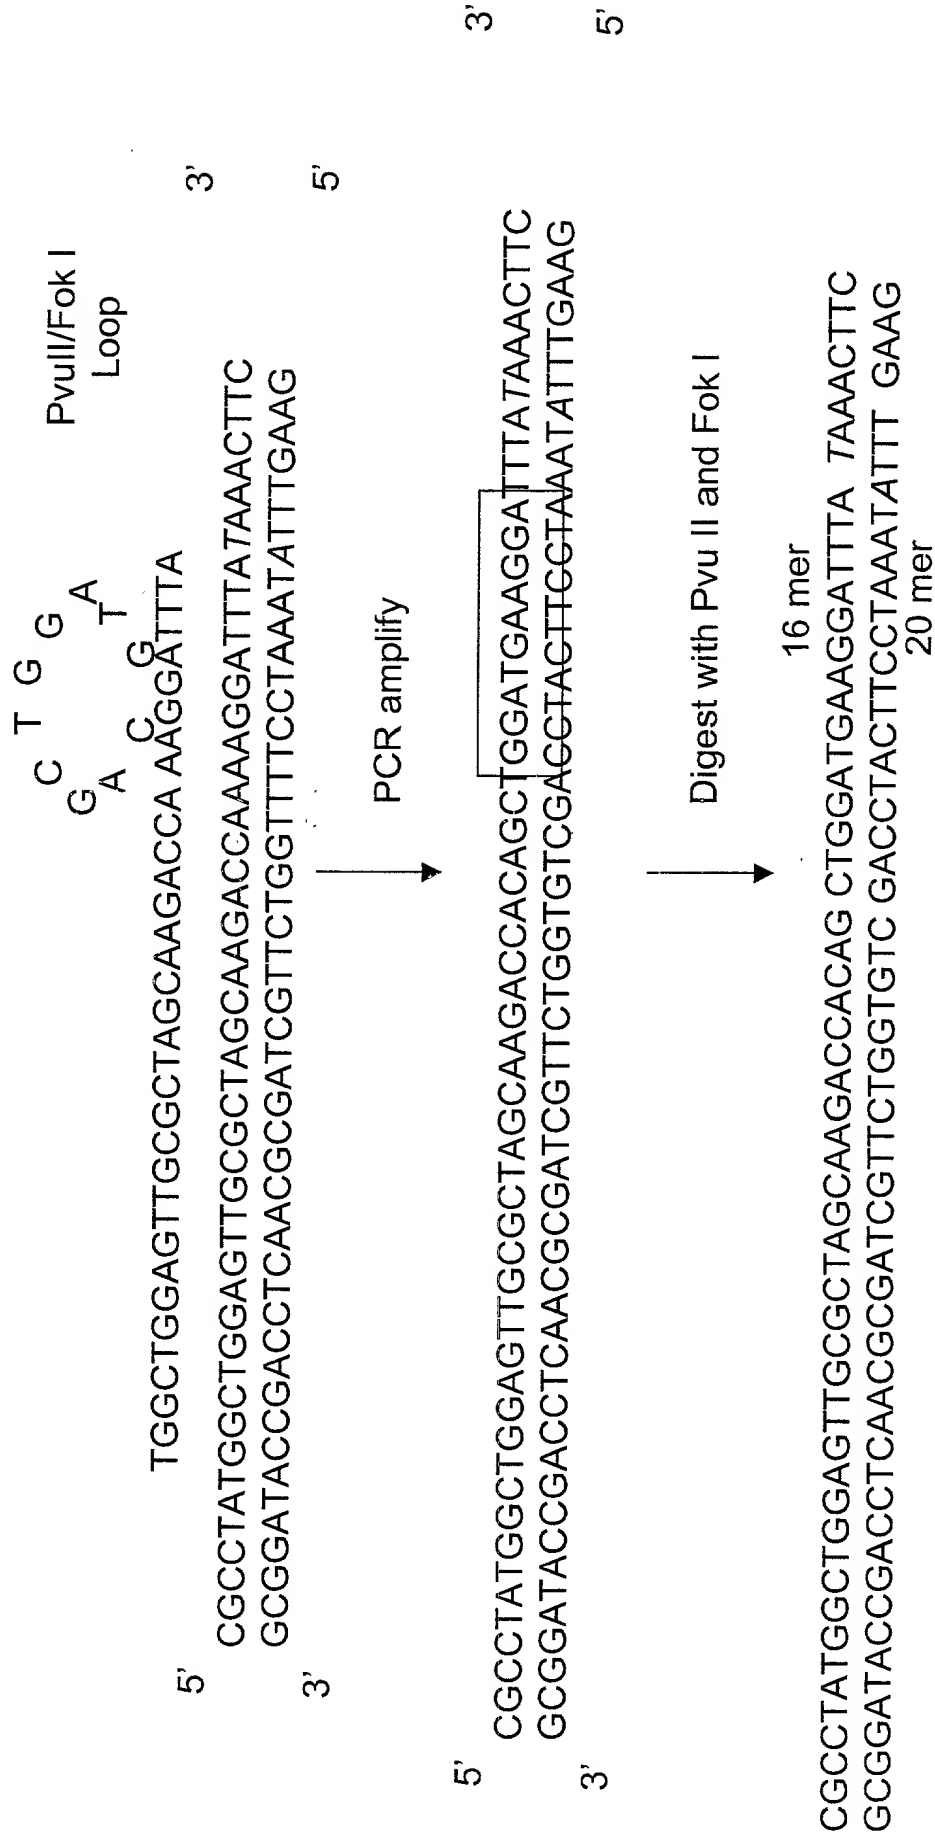 PvuII/Fok I
Loop
T G
C G
G A
A T
C G
TGGCTGGAGTTGCGCTAGCAAGACCA AAGGATTTA
5' 3'
CGCCTATGGCTGGAGTTGCGCTAGCAAGACCAAAAGGATTTATAAACTTC
GCGGATACCGACCTCAACGCGATCGTTCTGGTTTTCCTAAATATTTGAAG
3' 5'
PCR amplify
5' 3'
CGCCTATGGCTGGAGTTGCGCTAGCAAGACCACAGCTGGATGAAGGATTTATAAACTTC
GCGGATACCGACCTCAACGCGATCGTTCTGGTGTCGACCTACTTCCTAAATATTTGAAG
3' 5'
Digest with Pvu II and Fok I
16 mer
CGCCTATGGCTGGAGTTGCGCTAGCAAGACCACAG CTGGATGAAGGATTTA TAAACTTC
GCGGATACCGACCTCAACGCGATCGTTCTGGTGTC GACCTACTTCCTAAATATTT GAAG
20 mer